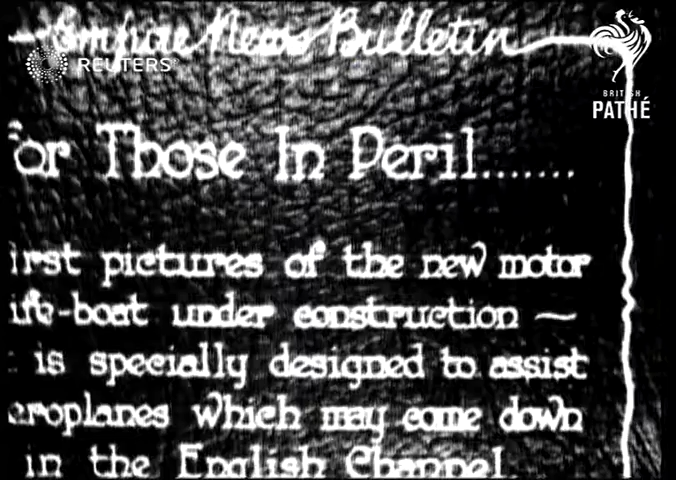 Empire News Bulletin
REUTERS
BRITISH
PATHÉ
For Those In Peril.......
irst pictures of the new motor
ife-boat under construction ~
is specially designed to assist
eroplanes which may come down
in the English Channel